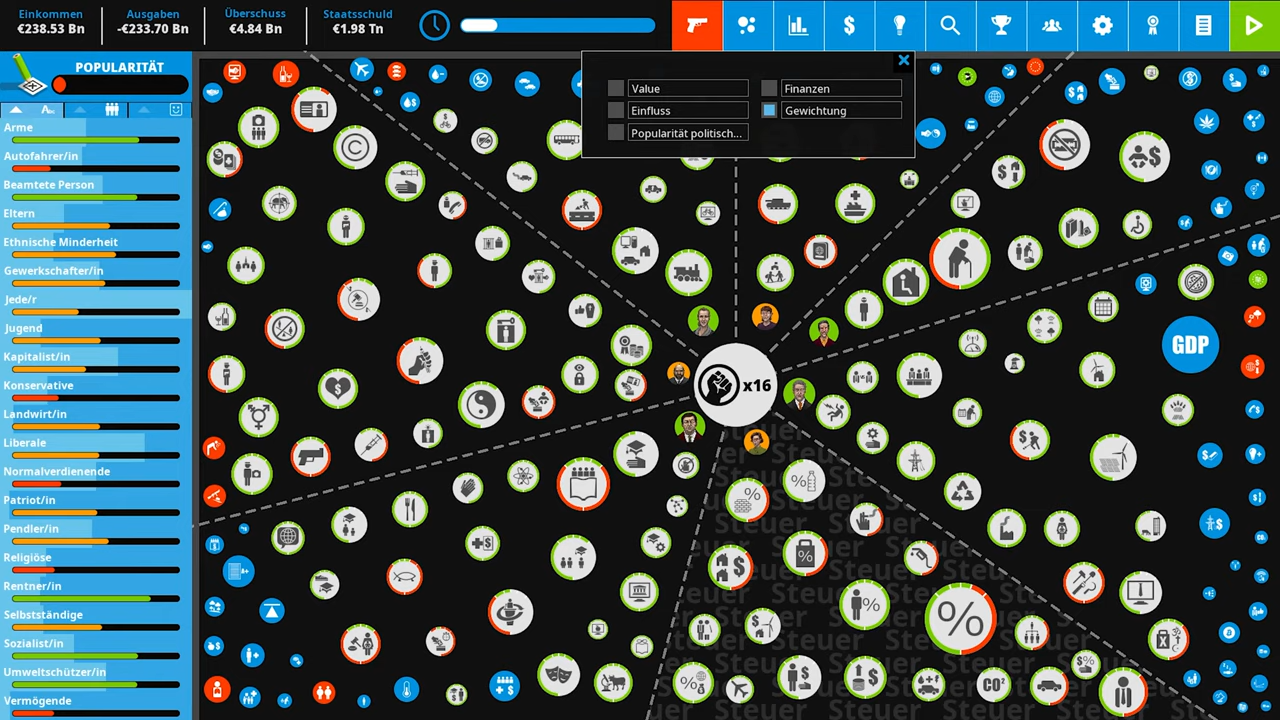 Einkommen
€238.53 Bn
Ausgaben
-€233.70 Bn
Überschuss
€4.84 Bn
Staatsschuld
€1.98 Tn
POPULARITÄT
Value
Finanzen
Einfluss
Gewichtung
Popularität politisch...
Arme
Autofahrer/in
Beamtete Person
Eltern
Ethnische Minderheit
Gewerkschafter/in
Jede/r
Jugend
Kapitalist/in
Konservative
Landwirt/in
Liberale
Normalverdienende
Patriot/in
Pendler/in
Religiöse
Rentner/in
Selbstständige
Sozialist/in
Umweltschützer/in
Vermögende
GDP
x16
CO²
Steuer Steuer Steuer